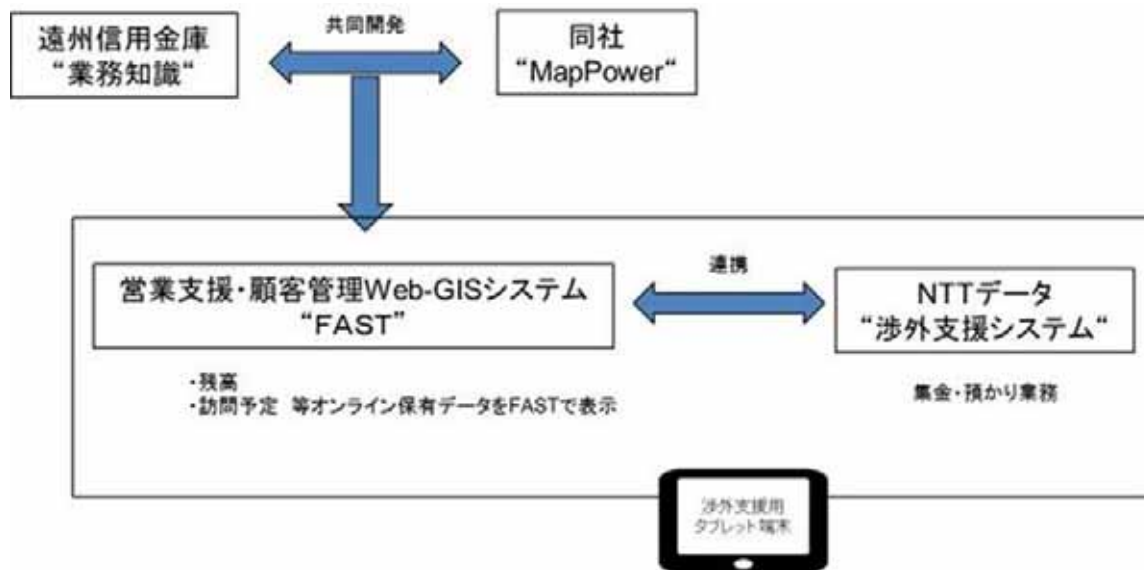 共同開発
遠州信用金庫
“業務知識“
同社
“MapPower“
営業支援・顧客管理Web-GISシステム
“FAST”
連携
NTTデータ
“渉外支援システム“
・残高
・訪問予定 等オンライン保有データをFASTで表示
集金・預かり業務
渉外支援用
タブレット端末